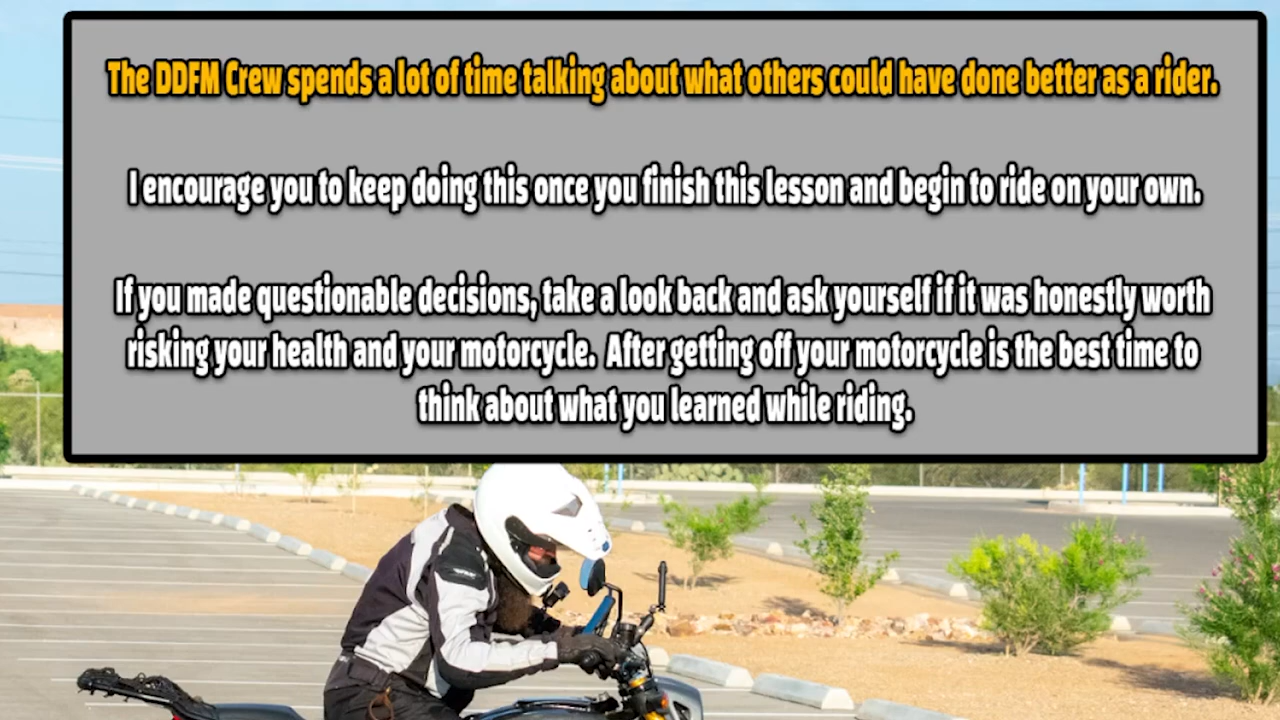 The DDFM Crew spends a lot of time talking about what others could have done better as a rider.
I encourage you to keep doing this once you finish this lesson and begin to ride on your own.
If you made questionable decisions, take a look back and ask yourself if it was honestly worth
risking your health and your motorcycle. After getting off your motorcycle is the best time to
think about what you learned while riding.